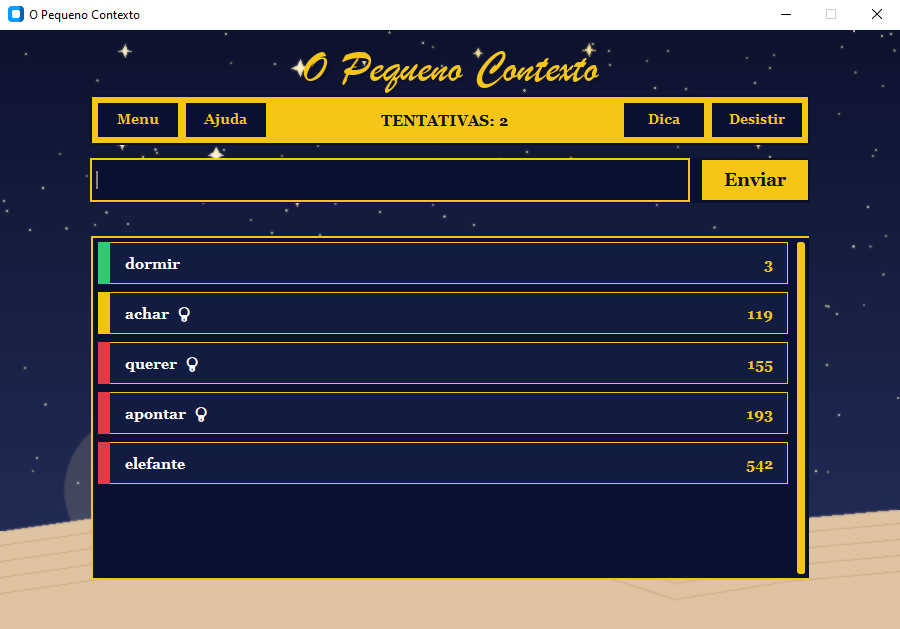 O Pequeno Contexto
O Pequeno Contexto
Menu Ajuda TENTATIVAS: 2 Dica Desistir
Enviar
dormir 3
achar 119
querer 155
apontar 193
elefante 542